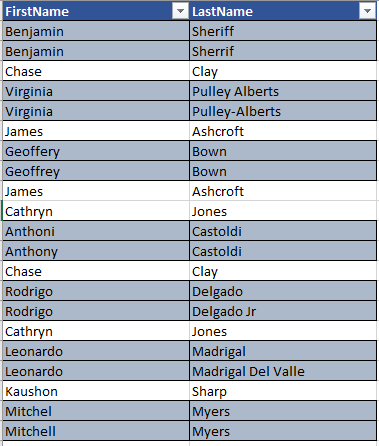 FirstName LastName
Benjamin Sheriff
Benjamin Sherrif
Chase Clay
Virginia Pulley Alberts
Virginia Pulley-Alberts
James Ashcroft
Geoffery Bown
Geoffrey Bown
James Ashcroft
Cathryn Jones
Anthoni Castoldi
Anthony Castoldi
Chase Clay
Rodrigo Delgado
Rodrigo Delgado Jr
Cathryn Jones
Leonardo Madrigal
Leonardo Madrigal Del Valle
Kaushon Sharp
Mitchel Myers
Mitchell Myers